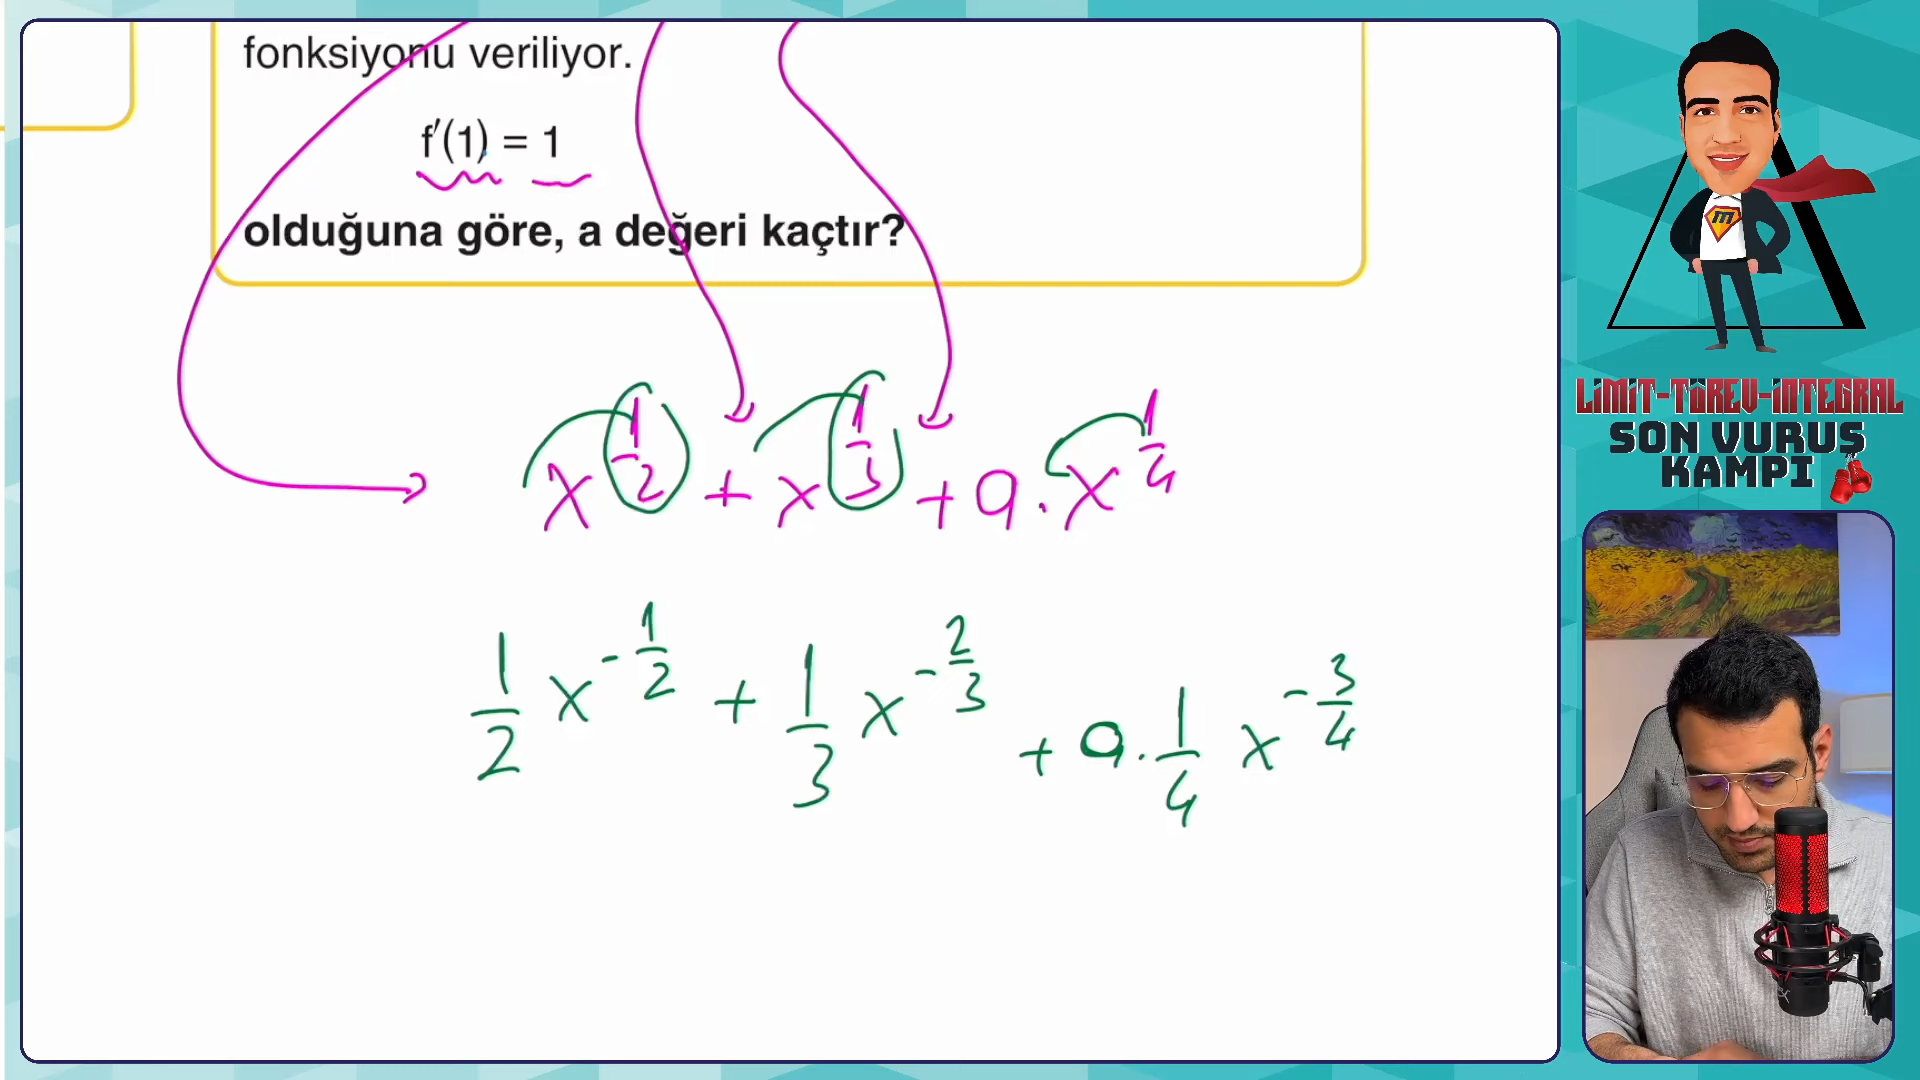 fonksiyonu veriliyor.
f′(1) = 1
olduğuna göre, a değeri kaçtır?
x^(1/2) + x^(1/3) + a.x^(1/4)
1/2 x^(-1/2) + 1/3 x^(-2/3) + a.1/4 x^(-3/4)
m
LİMİT-TÜREV-İNTEGRAL
SON VURUŞ
KAMPI